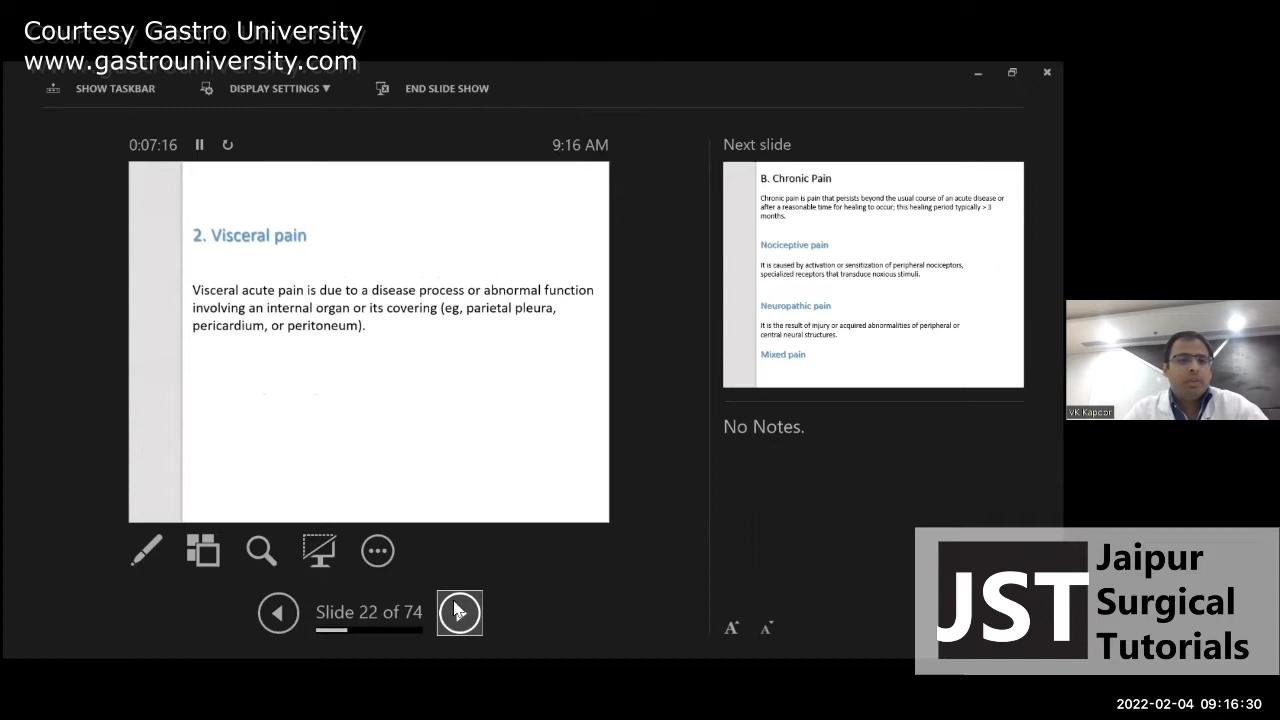 Courtesy Gastro University
www.gastrouniversity.com
SHOW TASKBAR
DISPLAY SETTINGS ▼
END SLIDE SHOW
0:07:16
9:16 AM
2. Visceral pain
Visceral acute pain is due to a disease process or abnormal function
involving an internal organ or its covering (eg, parietal pleura,
pericardium, or peritoneum).
Slide 22 of 74
Next slide
B. Chronic Pain
Chronic pain is pain that persists beyond the usual course of an acute disease or
after a reasonable time for healing to occur; this healing period typically > 3
months.
Nociceptive pain
It is caused by activation or sensitization of peripheral nociceptors,
specialized receptors that transduce noxious stimuli.
Neuropathic pain
It is the result of injury or acquired abnormalities of peripheral or
central neural structures.
Mixed pain
No Notes.
A A
VK Kapoor
JST
Jaipur
Surgical
Tutorials
2022-02-04 09:16:30